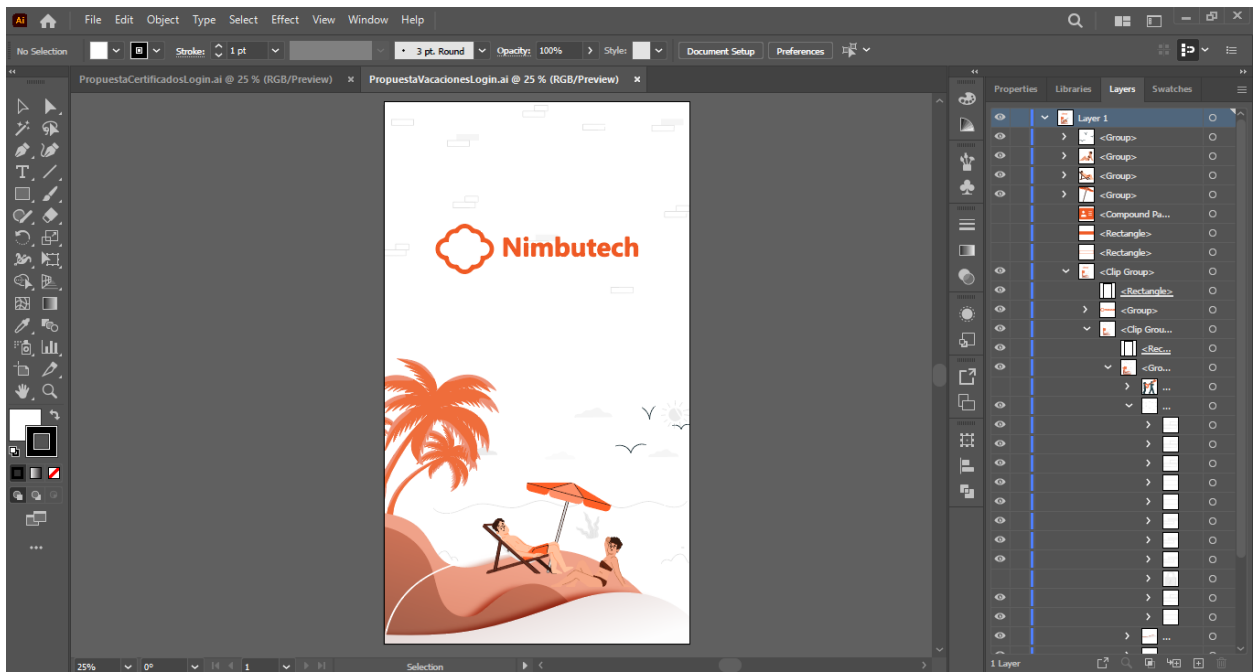 Ai File Edit Object Type Select Effect View Window Help
No Selection Stroke: 1 pt 3 pt. Round Opacity: 100% Style: Document Setup Preferences
PropuestaCertificadosLogin.ai @ 25 % (RGB/Preview) × PropuestaVacacionesLogin.ai @ 25 % (RGB/Preview) ×
Properties Libraries Layers Swatches
Layer 1
<Group>
<Group>
<Group>
<Group>
<Compound Pa...
<Rectangle>
<Rectangle>
<Clip Group>
<Rectangle>
<Group>
<Clip Grou...
<Rec...
<Gro...
...
...
...
Nimbutech
25% 0° 1 Selection
1 Layer